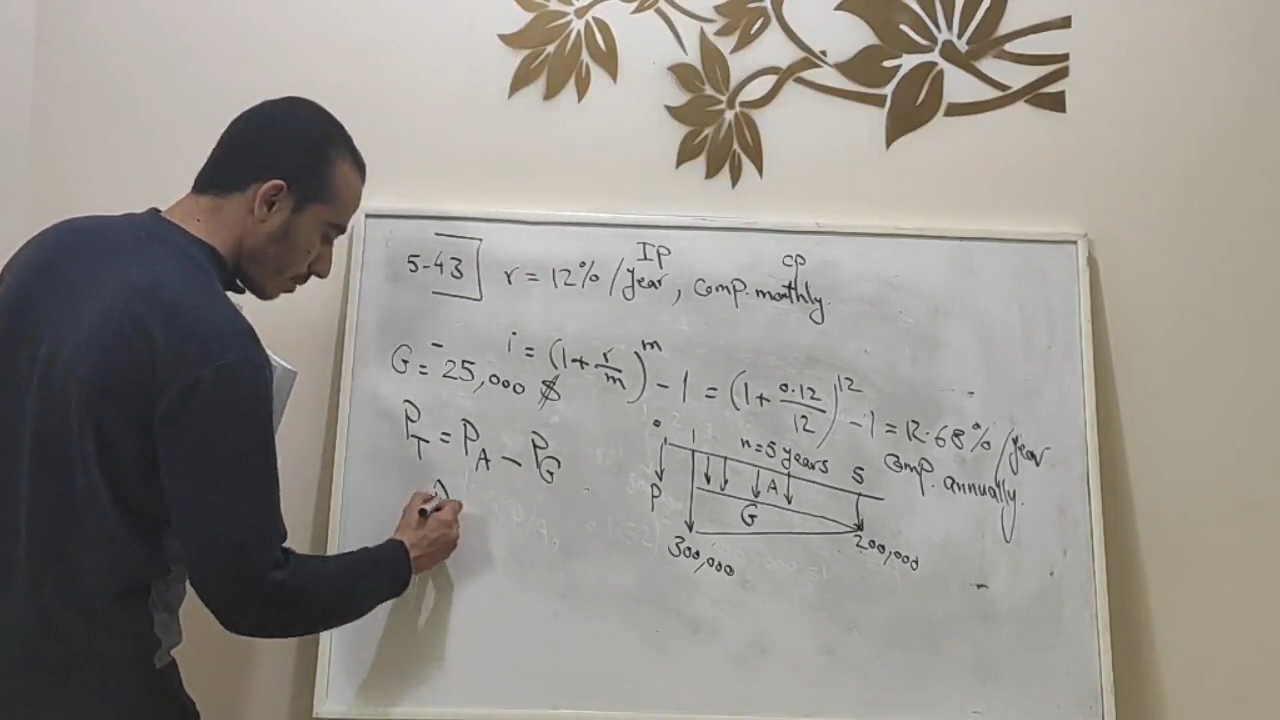 5-43
IP CP
r = 12% / year, comp. monthly.
i = (1 + r/m)^m - 1 = (1 + 0.12/12)^12 - 1 = 12.68% / year
comp. annually.
G = -25,000 $
P_T = P_A - P_G
0 1 n = 5 years 5
P A
G
300,000 200,000